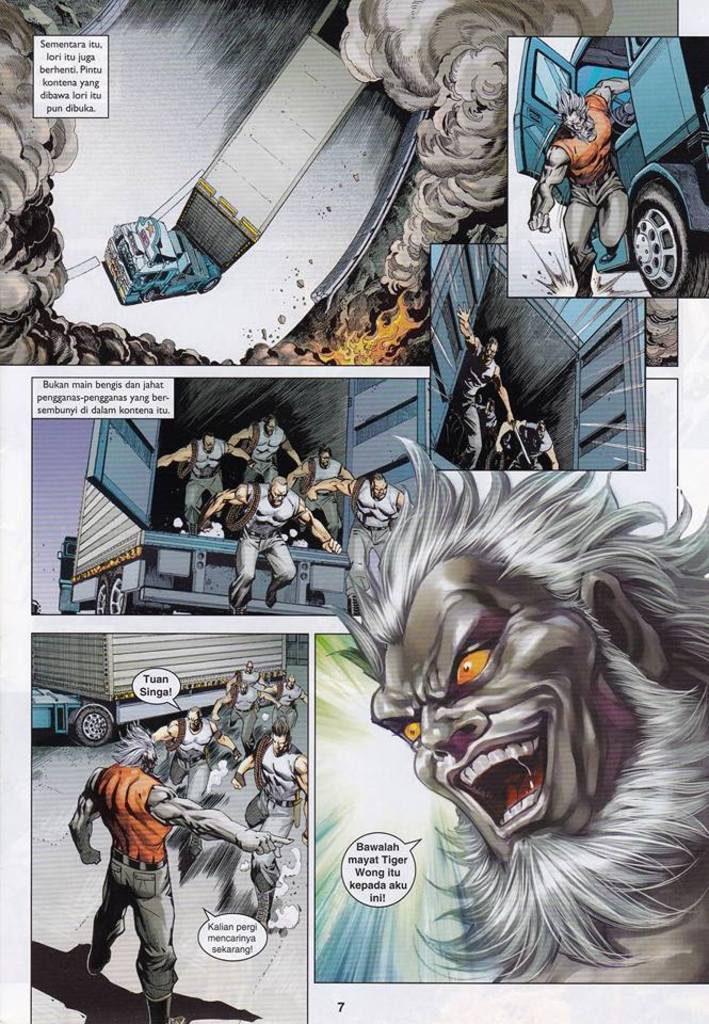 Sementara itu,
lori itu juga
berhenti. Pintu
kontena yang
dibawa lori itu
pun dibuka.
Bukan main bengis dan jahat
pengganas-pengganas yang ber-
sembunyi di dalam kontena itu.
Tuan
Singa!
Kalian pergi
mencarinya
sekarang!
Bawalah
mayat Tiger
Wong itu
kepada aku
ini!
7